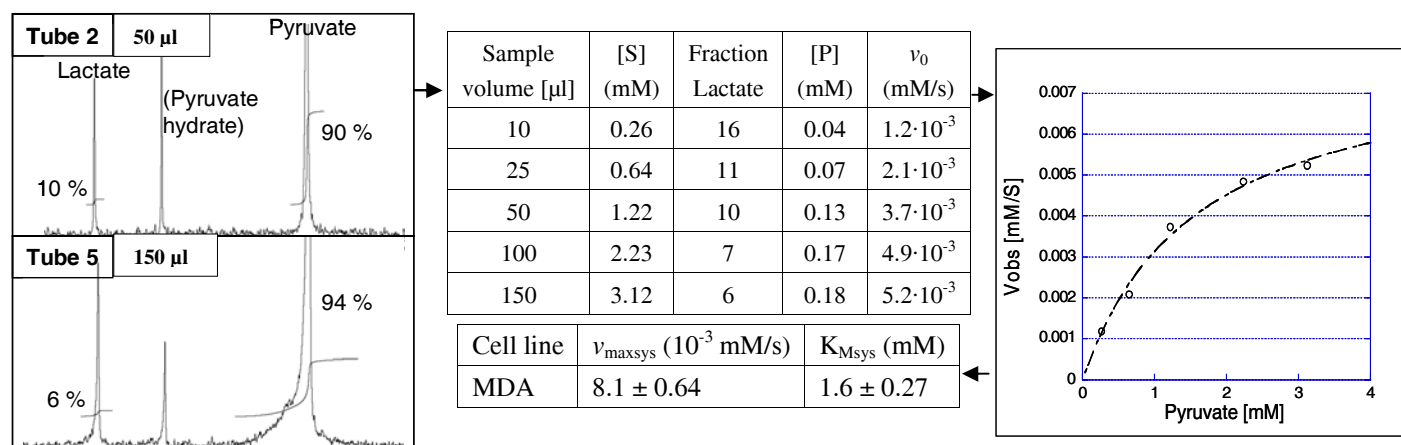 Tube 2 50 µl
Pyruvate
Lactate
(Pyruvate
hydrate)
90 %
10 %
Tube 5 150 µl
94 %
6 %
Sample volume [µl] [S] (mM) Fraction Lactate [P] (mM) v0 (mM/s)
10 0.26 16 0.04 1.2·10-3
25 0.64 11 0.07 2.1·10-3
50 1.22 10 0.13 3.7·10-3
100 2.23 7 0.17 4.9·10-3
150 3.12 6 0.18 5.2·10-3
Cell line vmaxsys (10-3 mM/s) KMsys (mM)
MDA 8.1 ± 0.64 1.6 ± 0.27
Vobs [mM/S]
0.007
0.006
0.005
0.004
0.003
0.002
0.001
0
0 1 2 3 4
Pyruvate [mM]